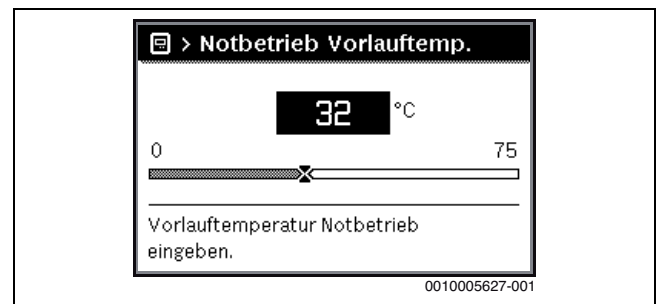 > Notbetrieb Vorlauftemp.
32 °C
0 75
Vorlauftemperatur Notbetrieb
eingeben.
0010005627-001